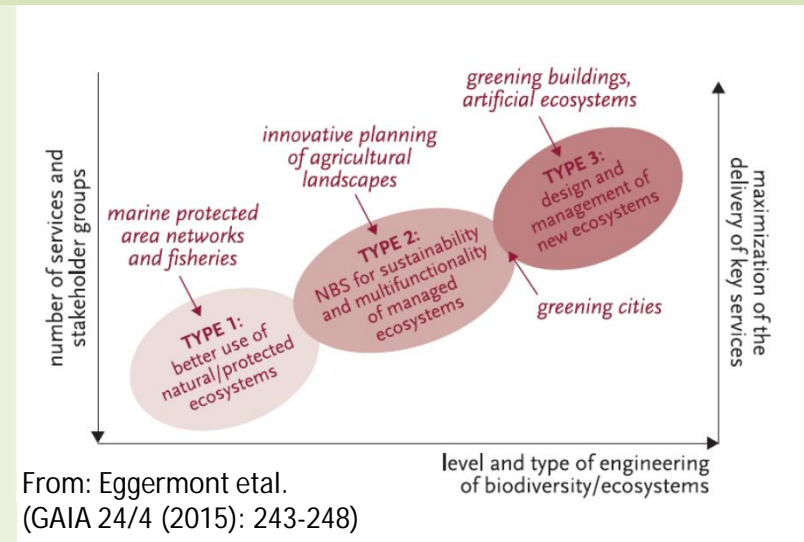 greening buildings,
artificial ecosystems
innovative planning
of agricultural
landscapes
marine protected
area networks
and fisheries
number of services and
stakeholder groups
TYPE 1:
better use of
natural/protected
ecosystems
TYPE 2:
NBS for sustainability
and multifunctionality
of managed
ecosystems
TYPE 3:
design and
management of
new ecosystems
greening cities
maximization of the
delivery of key services
level and type of engineering
of biodiversity/ecosystems
From: Eggermont etal.
(GAIA 24/4 (2015): 243-248)